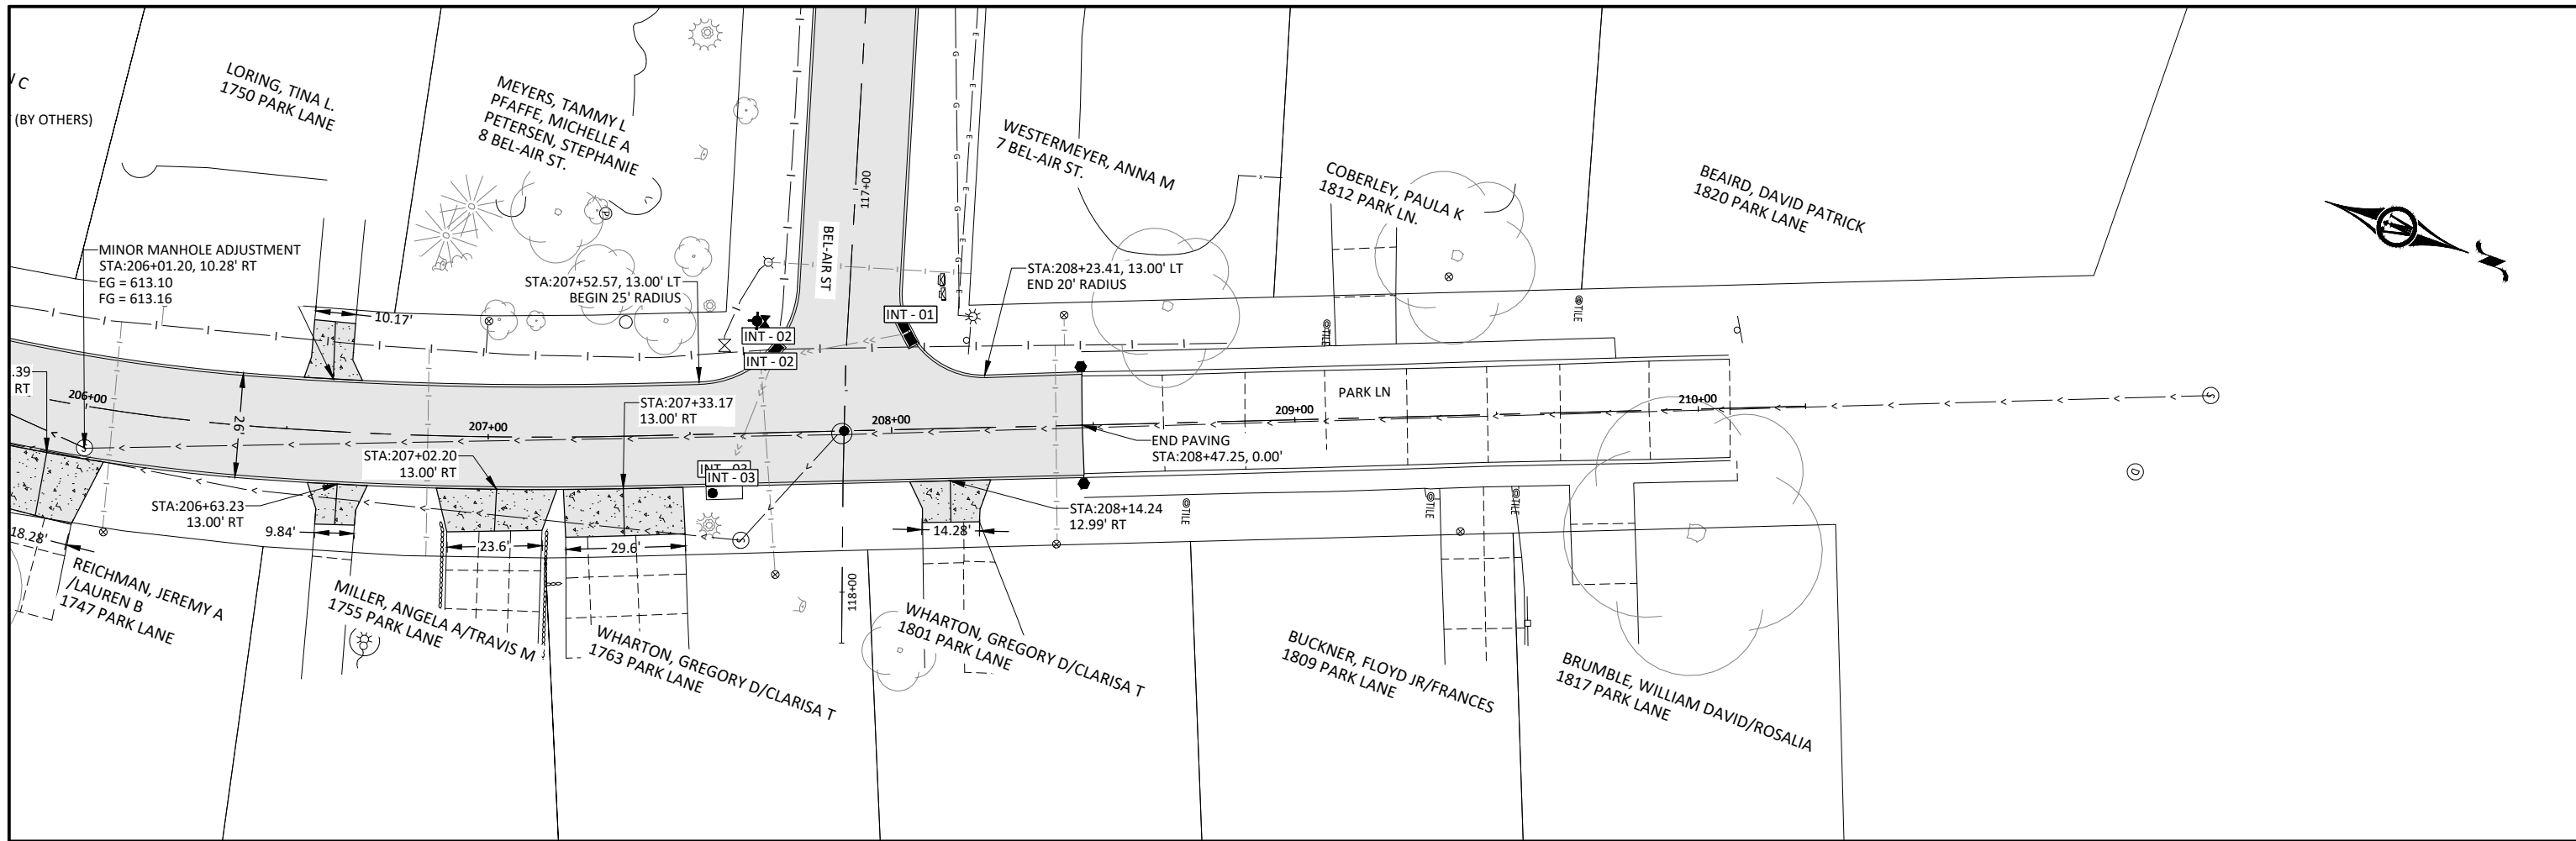 N C
(BY OTHERS)
LORING, TINA L.
1750 PARK LANE
MEYERS, TAMMY L
PFAFFE, MICHELLE A
PETERSEN, STEPHANIE
8 BEL-AIR ST.
117+00
BEL-AIR ST
WESTERMEYER, ANNA M
7 BEL-AIR ST.
COBERLEY, PAULA K
1812 PARK LN.
BEAIRD, DAVID PATRICK
1820 PARK LANE
MINOR MANHOLE ADJUSTMENT
STA:206+01.20, 10.28' RT
EG = 613.10
FG = 613.16
STA:207+52.57, 13.00' LT
BEGIN 25' RADIUS
STA:208+23.41, 13.00' LT
END 20' RADIUS
10.17'
INT - 01
INT - 02
INT - 02
@TILE
@TILE
.39
RT
206+00
26'
STA:207+33.17
13.00' RT
207+00
208+00
209+00
210+00
PARK LN
END PAVING
STA:208+47.25, 0.00'
STA:207+02.20
13.00' RT
INT - 03
INT - 03
STA:206+63.23
13.00' RT
STA:208+14.24
12.99' RT
@TILE
@TILE
@TILE
18.28'
9.84'
23.6'
29.6'
14.28'
118+00
REICHMAN, JEREMY A
/LAUREN B
1747 PARK LANE
MILLER, ANGELA A/TRAVIS M
1755 PARK LANE
WHARTON, GREGORY D/CLARISA T
1763 PARK LANE
WHARTON, GREGORY D/CLARISA T
1801 PARK LANE
BUCKNER, FLOYD JR/FRANCES
1809 PARK LANE
BRUMBLE, WILLIAM DAVID/ROSALIA
1817 PARK LANE